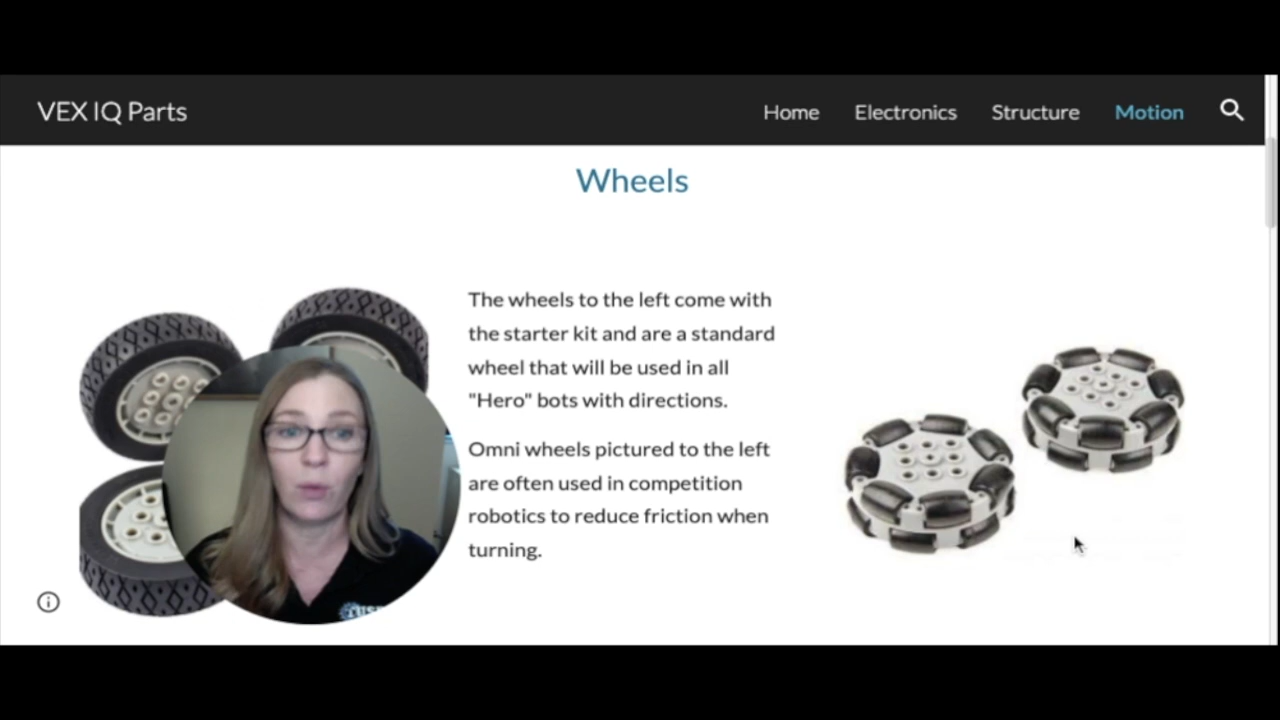 VEX IQ Parts
Home Electronics Structure Motion
Wheels
The wheels to the left come with
the starter kit and are a standard
wheel that will be used in all
"Hero" bots with directions.
Omni wheels pictured to the left
are often used in competition
robotics to reduce friction when
turning.